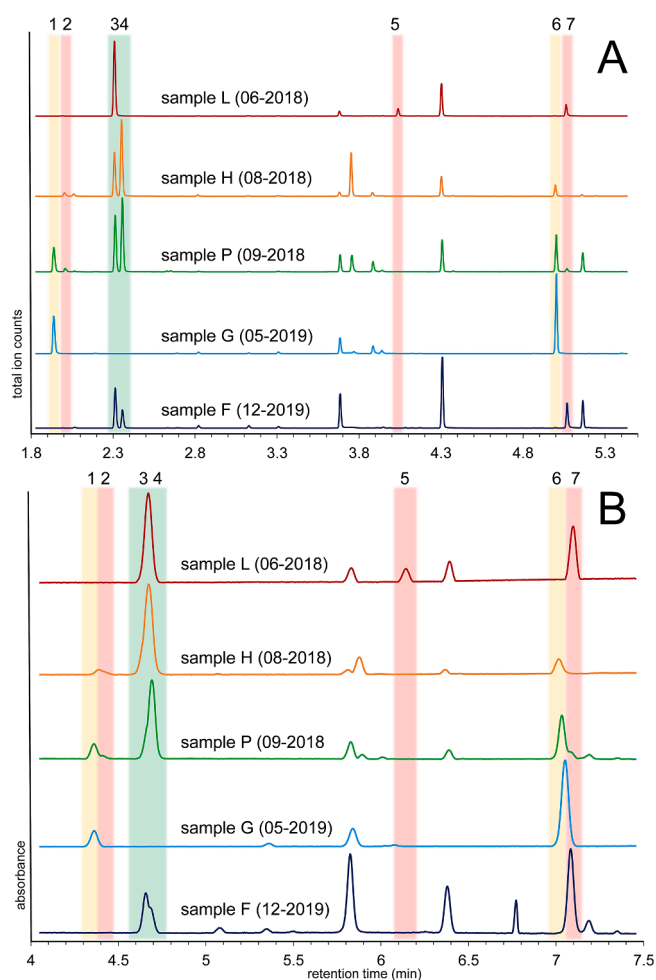 1 2 34 5 6 7
A
sample L (06-2018)
sample H (08-2018)
sample P (09-2018
sample G (05-2019)
sample F (12-2019)
total ion counts
1.8 2.3 2.8 3.3 3.8 4.3 4.8 5.3
1 2 3 4 5 6 7
B
sample L (06-2018)
sample H (08-2018)
sample P (09-2018
sample G (05-2019)
sample F (12-2019)
absorbance
4 4.5 5 5.5 6 6.5 7 7.5
retention time (min)